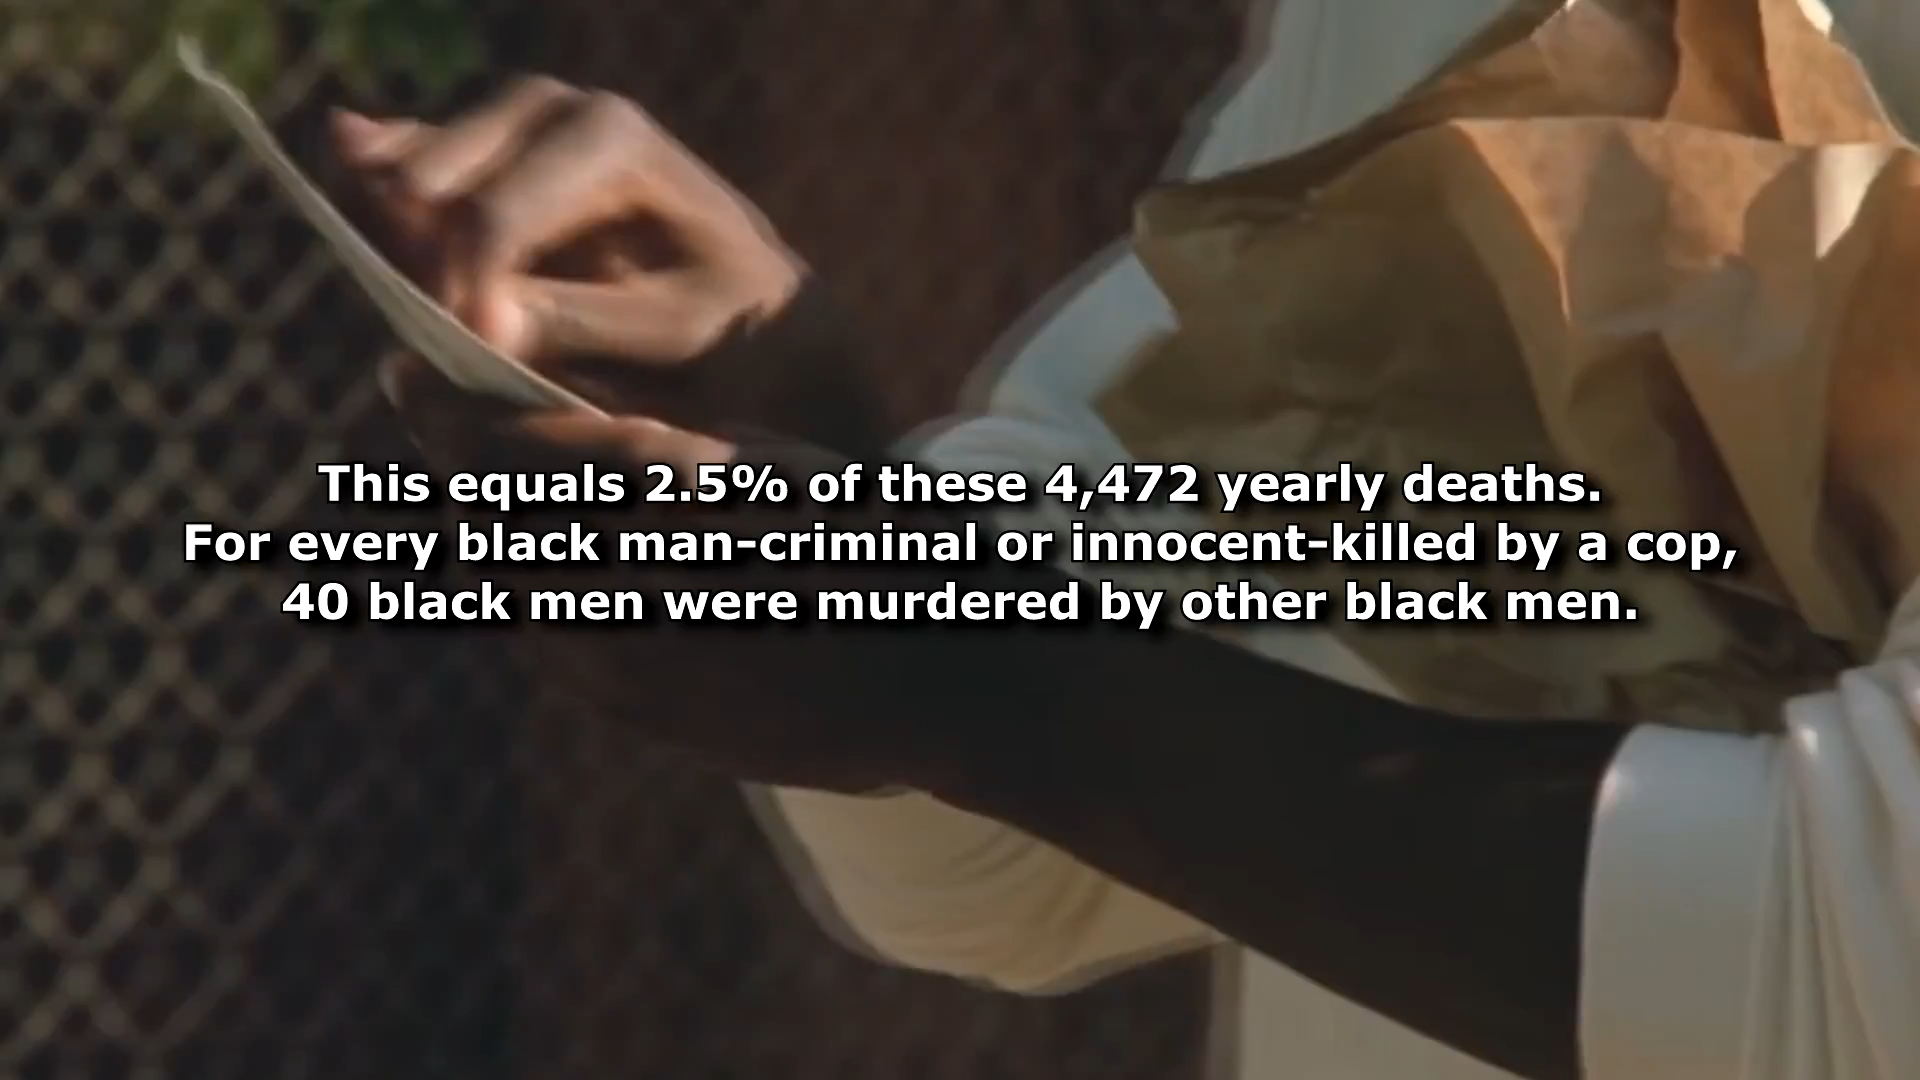 This equals 2.5% of these 4,472 yearly deaths.
For every black man-criminal or innocent-killed by a cop,
40 black men were murdered by other black men.